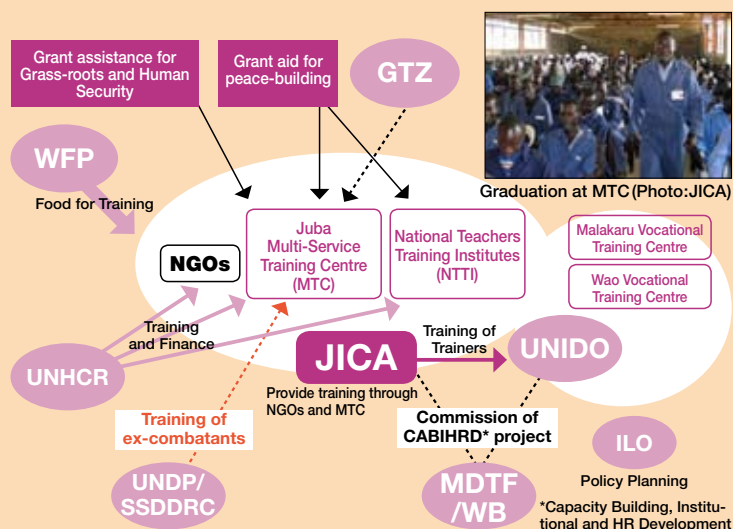 Grant assistance for
Grass-roots and Human
Security
Grant aid for
peace-building
GTZ
WFP
Food for Training
Graduation at MTC (Photo:JICA)
NGOs
Juba
Multi-Service
Training Centre
(MTC)
National Teachers
Training Institutes
(NTTI)
Malakaru Vocational
Training Centre
Wao Vocational
Training Centre
Training
and Finance
UNHCR
JICA
Training of
Trainers
UNIDO
Provide training through
NGOs and MTC
Training of
ex-combatants
Commission of
CABIHRD* project
UNDP/
SSDDRC
MDTF
/WB
ILO
Policy Planning
*Capacity Building, Institu-
tional and HR Development